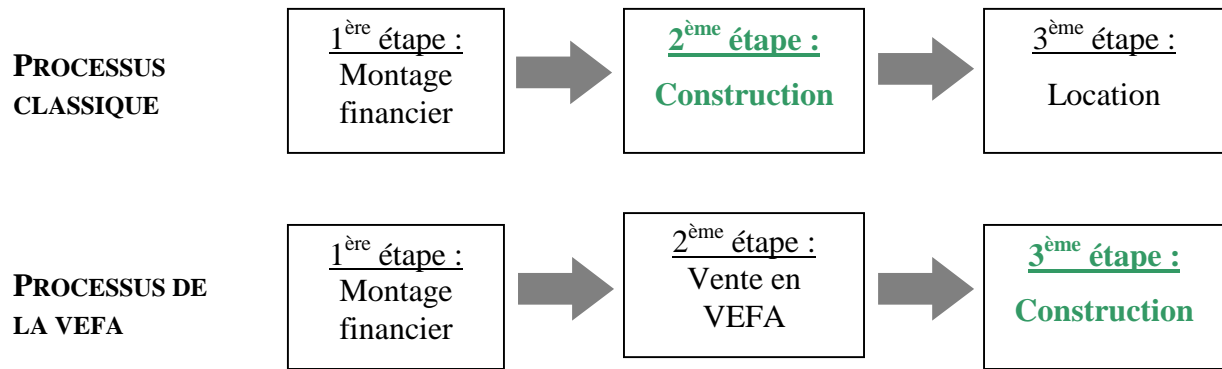 PROCESSUS
CLASSIQUE
1ère étape :
Montage
financier
2ème étape :
Construction
3ème étape :
Location
PROCESSUS DE
LA VEFA
1ère étape :
Montage
financier
2ème étape :
Vente en
VEFA
3ème étape :
Construction